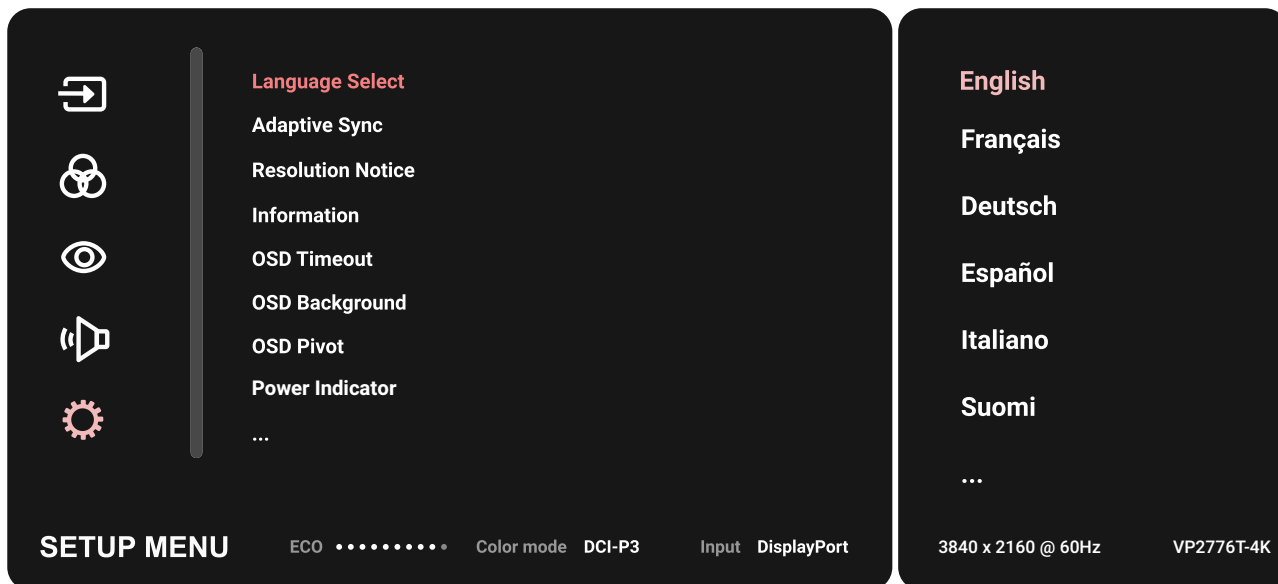 Language Select
Adaptive Sync
Resolution Notice
Information
OSD Timeout
OSD Background
OSD Pivot
Power Indicator
...
SETUP MENU ECO Color mode DCI-P3 Input DisplayPort
English
Français
Deutsch
Español
Italiano
Suomi
...
3840 x 2160 @ 60Hz VP2776T-4K